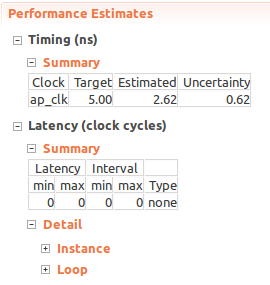 Performance Estimates
Timing (ns)
Summary
Clock Target Estimated Uncertainty
ap_clk 5.00 2.62 0.62
Latency (clock cycles)
Summary
Latency Interval
min max min max Type
0 0 0 0 none
Detail
Instance
Loop